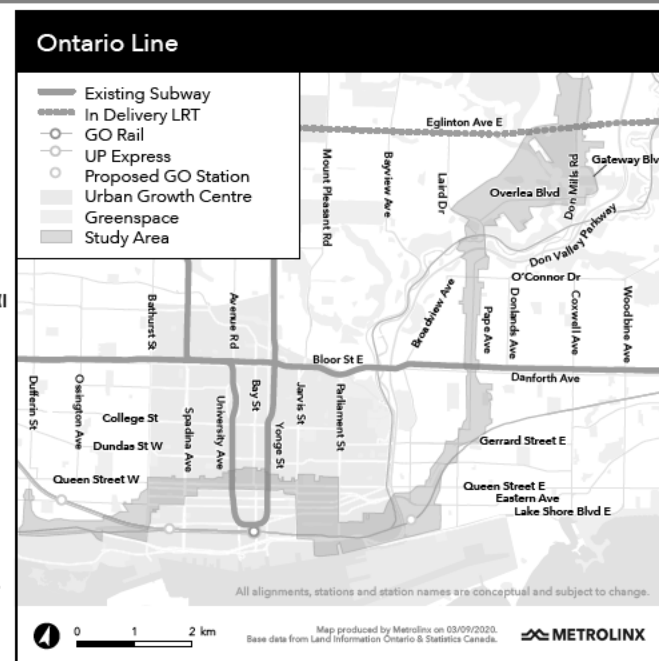 Ontario Line
Existing Subway
In Delivery LRT
GO Rail
UP Express
Proposed GO Station
Urban Growth Centre
Greenspace
Study Area
Eglinton Ave E
Gateway Blv
Overlea Blvd
Don Mills Rd
Mount Pleasant Rd
Bayview Ave
Laird Dr
Don Valley Parkway
O'Connor Dr
Broadview Ave
Pape Ave
Donlands Ave
Coxwell Ave
Woodbine Ave
Bathurst St
Avenue Rd
Bloor St E
Danforth Ave
Dufferin St
Ossington Ave
College St
Dundas St W
Queen Street W
Spadina Ave
University Ave
Bay St
Yonge St
Jarvis St
Parliament St
Gerrard Street E
Queen Street E
Eastern Ave
Lake Shore Blvd E
All alignments, stations and station names are conceptual and subject to change.
0 1 2 km
Map produced by Metrolinx on 03/09/2020.
Base data from Land Information Ontario & Statistics Canada.
METROLINX